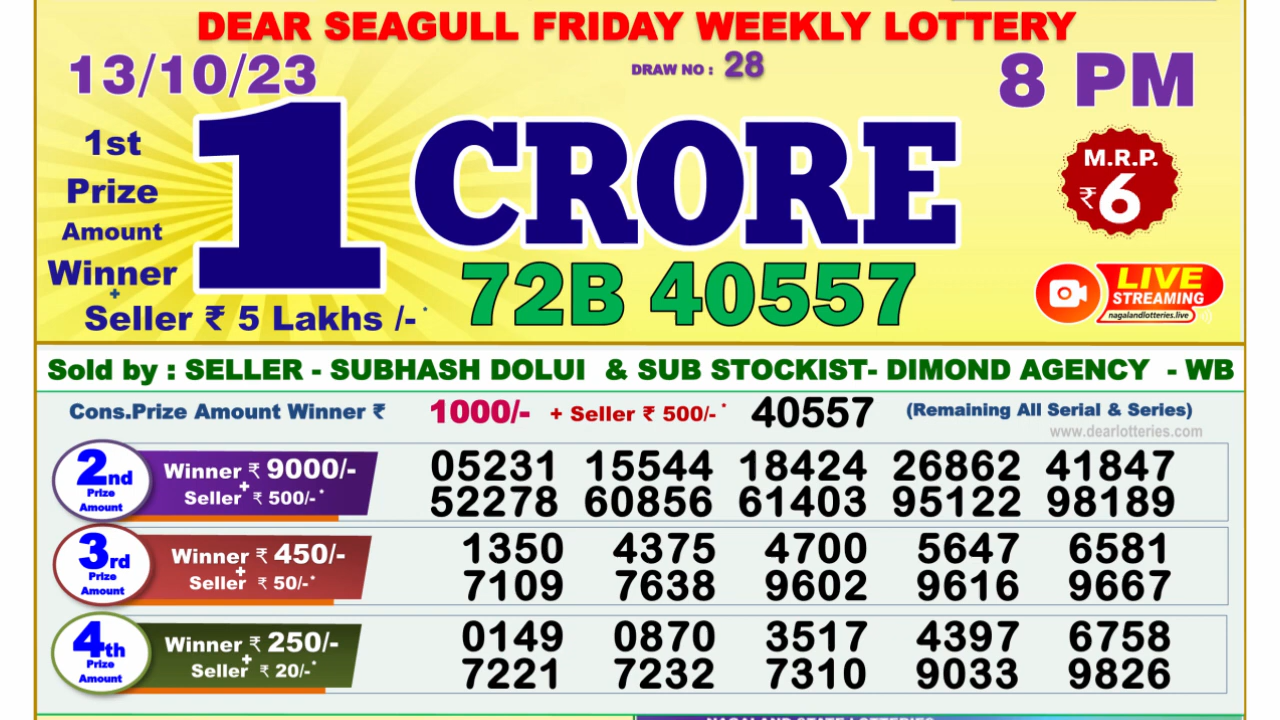 DEAR SEAGULL FRIDAY WEEKLY LOTTERY
13/10/23
DRAW NO : 28
8 PM
1st
Prize
Amount
Winner
+
Seller ₹ 5 Lakhs /-*
1 CRORE
72B 40557
M.R.P.
₹6
LIVE
STREAMING
nagalandlotteries.live
Sold by : SELLER - SUBHASH DOLUI & SUB STOCKIST- DIMOND AGENCY - WB
Cons.Prize Amount Winner ₹ 1000/- + Seller ₹ 500/-* 40557 (Remaining All Serial & Series)
www.dearlotteries.com
2nd
Prize
Amount
Winner ₹ 9000/-
+
Seller ₹ 500/-*
05231 15544 18424 26862 41847
52278 60856 61403 95122 98189
3rd
Prize
Amount
Winner ₹ 450/-
+
Seller ₹ 50/-*
1350 4375 4700 5647 6581
7109 7638 9602 9616 9667
4th
Prize
Amount
Winner ₹ 250/-
+
Seller ₹ 20/-*
0149 0870 3517 4397 6758
7221 7232 7310 9033 9826
NAGALAND STATE LOTTERIES